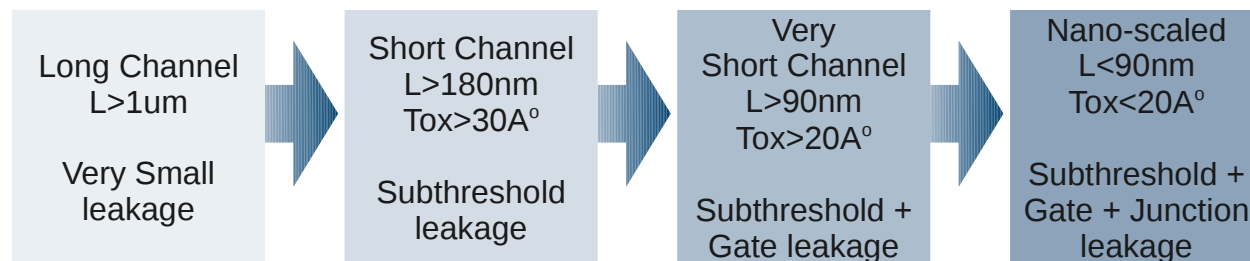 Long Channel
L>1um
Very Small
leakage
Short Channel
L>180nm
Tox>30Aº
Subthreshold
leakage
Very
Short Channel
L>90nm
Tox>20Aº
Subthreshold +
Gate leakage
Nano-scaled
L<90nm
Tox<20Aº
Subthreshold +
Gate + Junction
leakage